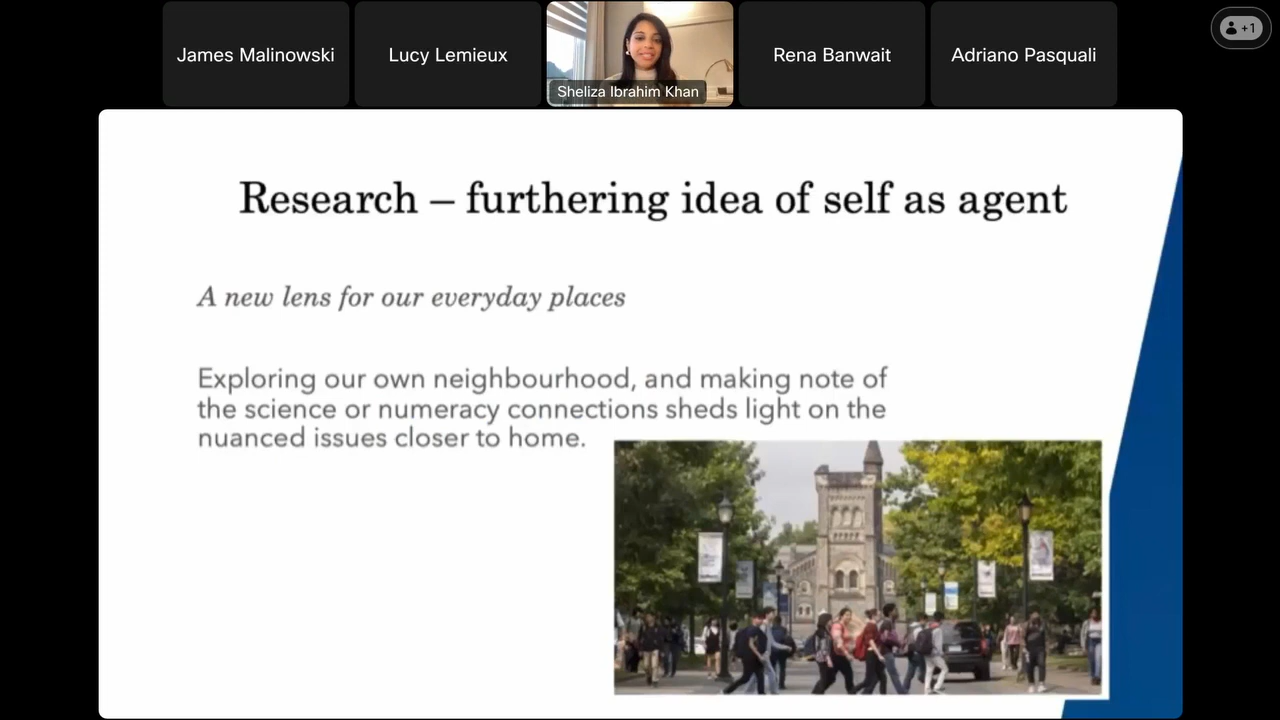 James Malinowski
Lucy Lemieux
Sheliza Ibrahim Khan
Rena Banwait
Adriano Pasquali
+1
Research – furthering idea of self as agent
A new lens for our everyday places
Exploring our own neighbourhood, and making note of
the science or numeracy connections sheds light on the
nuanced issues closer to home.